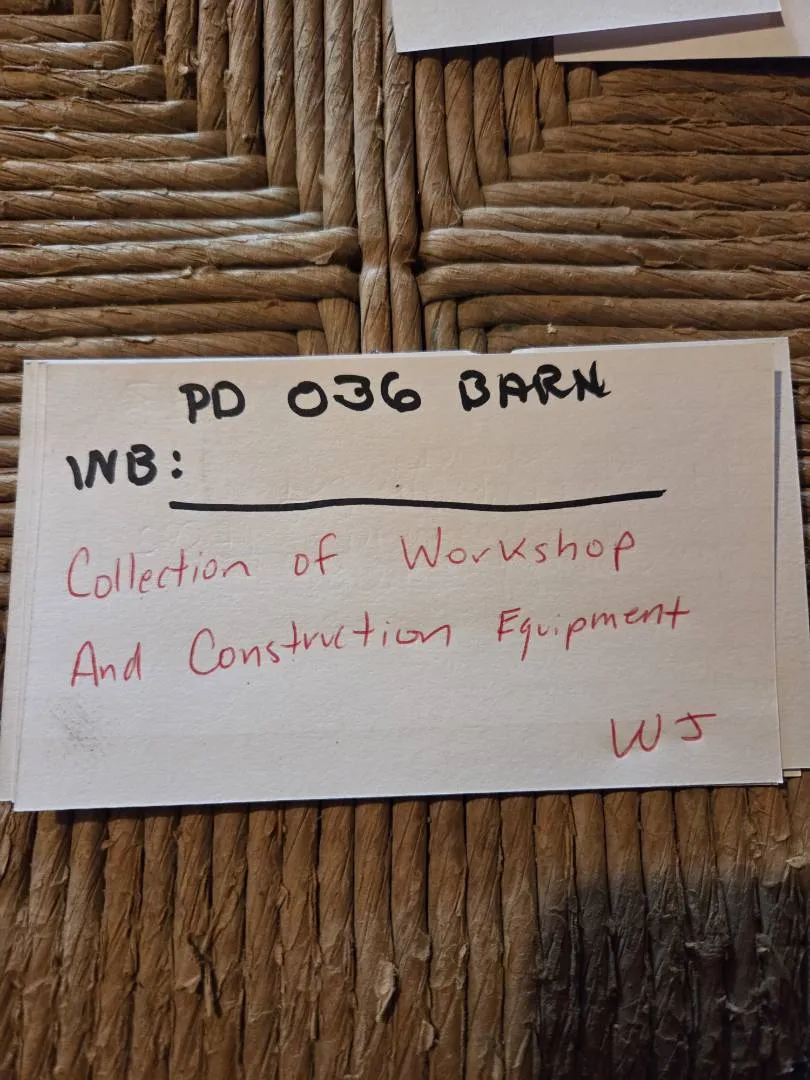 PD 036 BARN
WB:
Collection of Workshop
And Construction Equipment
WJ